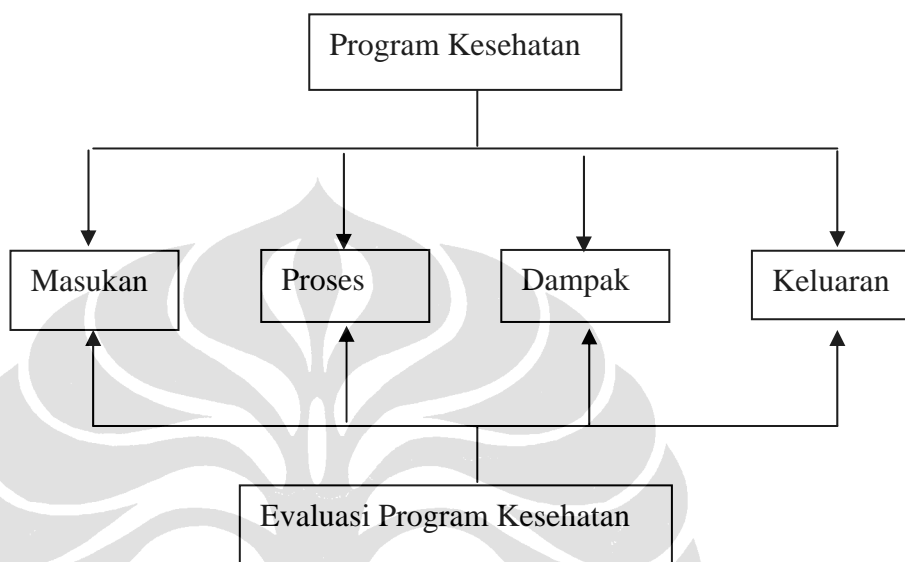 Program Kesehatan
Masukan
Proses
Dampak
Keluaran
Evaluasi Program Kesehatan